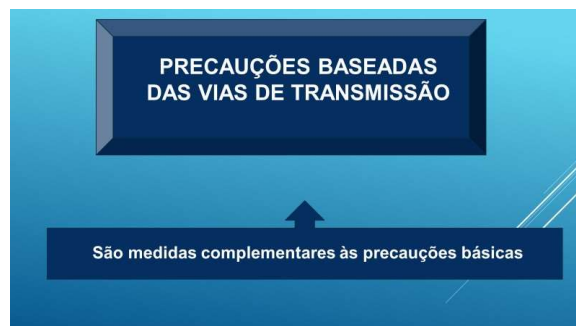 PRECAUÇÕES BASEADAS
DAS VIAS DE TRANSMISSÃO
São medidas complementares às precauções básicas